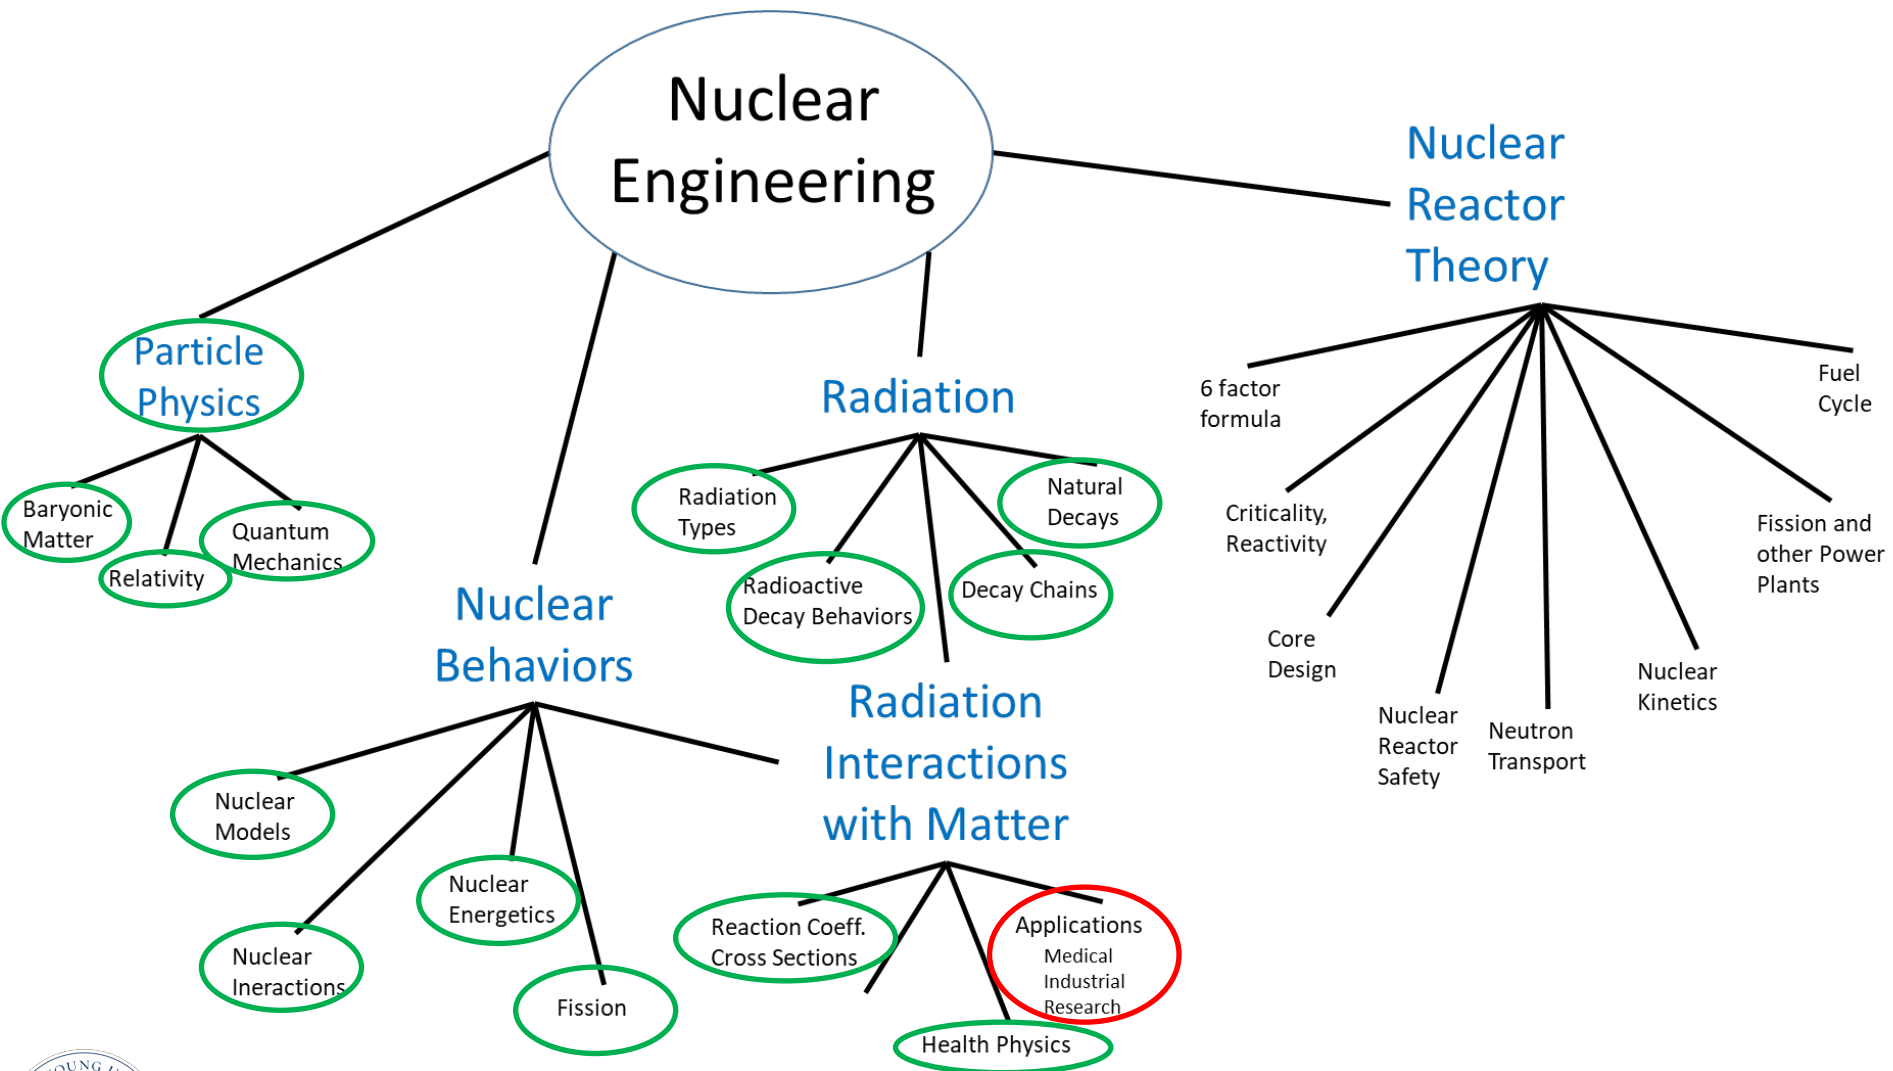 Nuclear
Engineering
Nuclear
Reactor
Theory
Particle
Physics
Baryonic
Matter
Relativity
Quantum
Mechanics
Radiation
Radiation
Types
Radioactive
Decay Behaviors
Decay Chains
Natural
Decays
6 factor
formula
Criticality,
Reactivity
Core
Design
Nuclear
Reactor
Safety
Neutron
Transport
Nuclear
Kinetics
Fission and
other Power
Plants
Fuel
Cycle
Nuclear
Behaviors
Nuclear
Models
Nuclear
Ineractions
Nuclear
Energetics
Fission
Radiation
Interactions
with Matter
Reaction Coeff.
Cross Sections
Health Physics
Applications
Medical
Industrial
Research